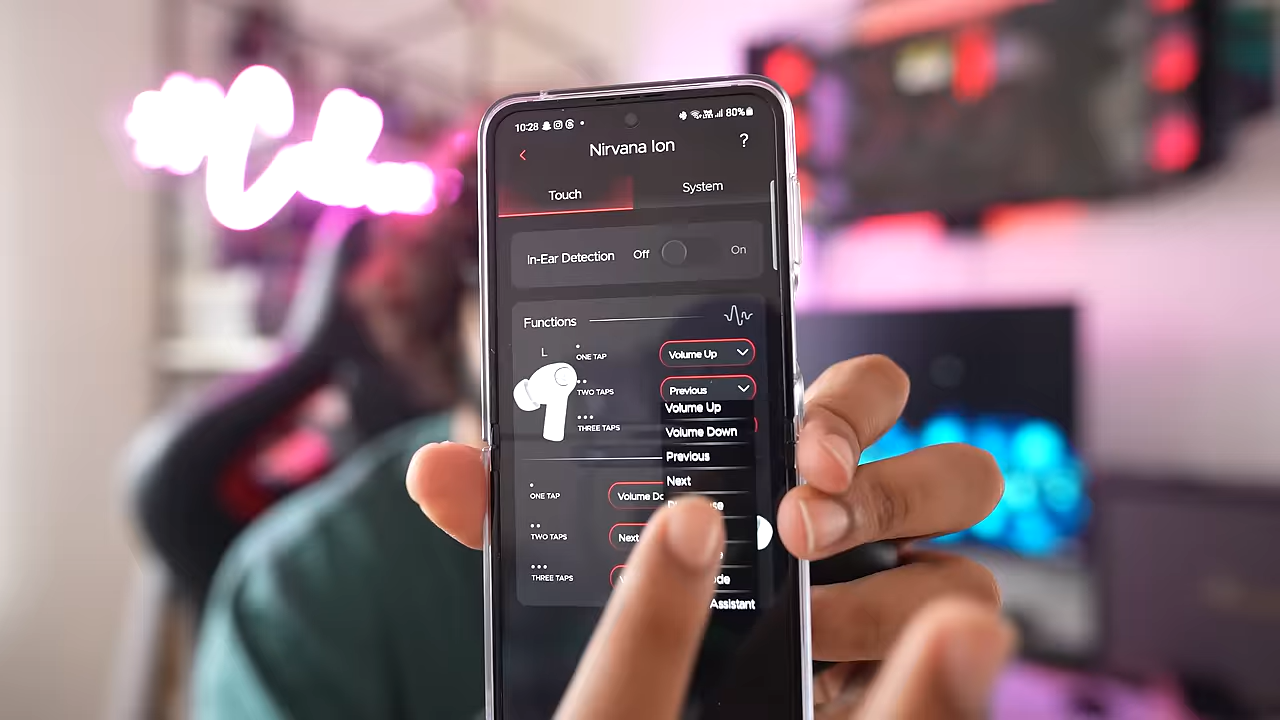 10:28 80%
Nirvana Ion ?
Touch System
In-Ear Detection Off On
Functions
L
ONE TAP Volume Up
TWO TAPS Previous
Volume Up
THREE TAPS
Volume Down
Previous
Next
ONE TAP
TWO TAPS Next
THREE TAPS
Assistant